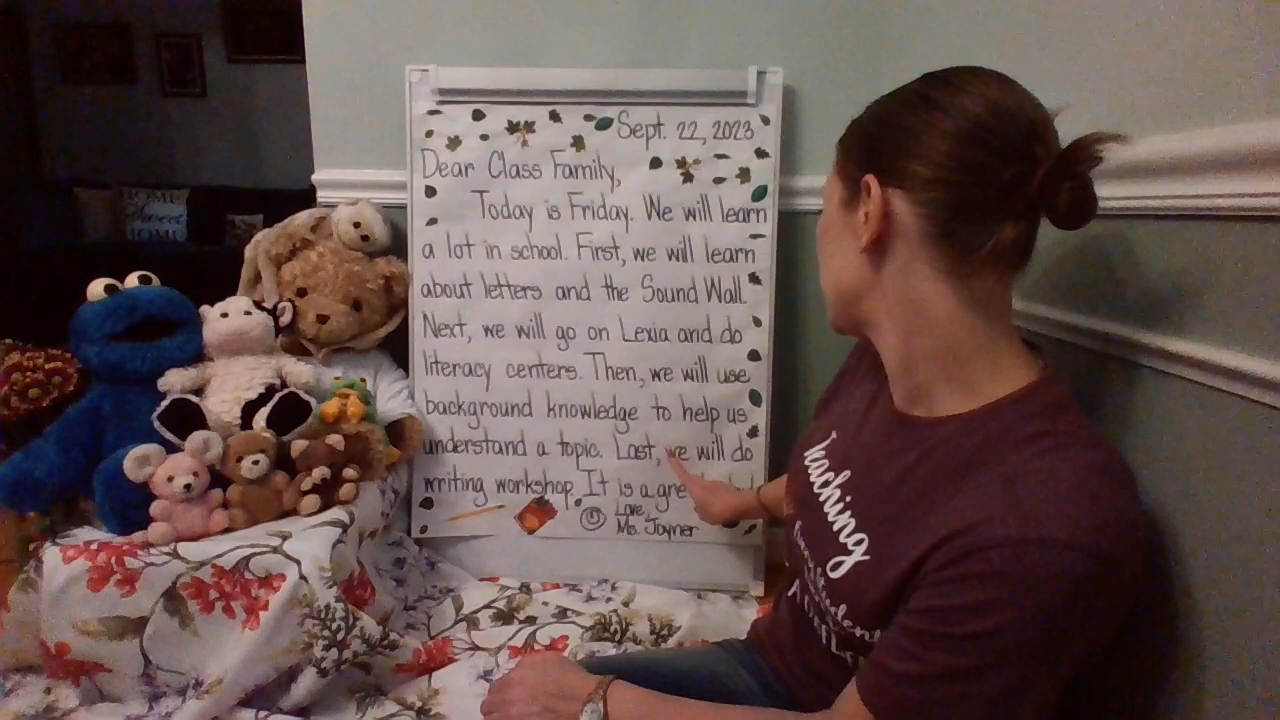 Sept. 22, 2023
Dear Class Family,
Today is Friday. We will learn
a lot in school. First, we will learn
about letters and the Sound Wall.
Next, we will go on Lexia and do
literacy centers. Then, we will use
background knowledge to help us
understand a topic. Last, we will do
writing workshop. It is a
Love,
Ms. Joyner
HOME
Sweet
HOME
Teaching